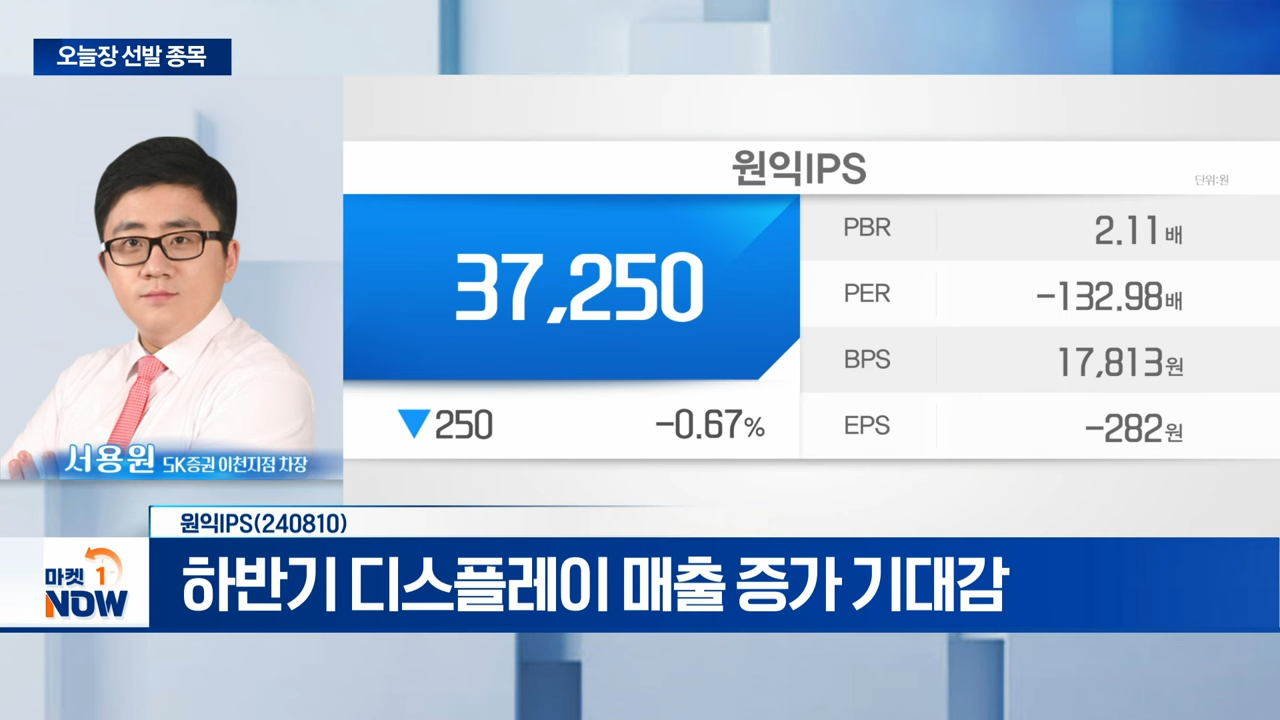 오늘장 선발 종목
원익IPS
단위:원
37,250
▼250 -0.67%
PBR 2.11배
PER -132.98배
BPS 17,813원
EPS -282원
서용원 SK증권 이천지점 차장
원익IPS(240810)
마켓 1
NOW
하반기 디스플레이 매출 증가 기대감